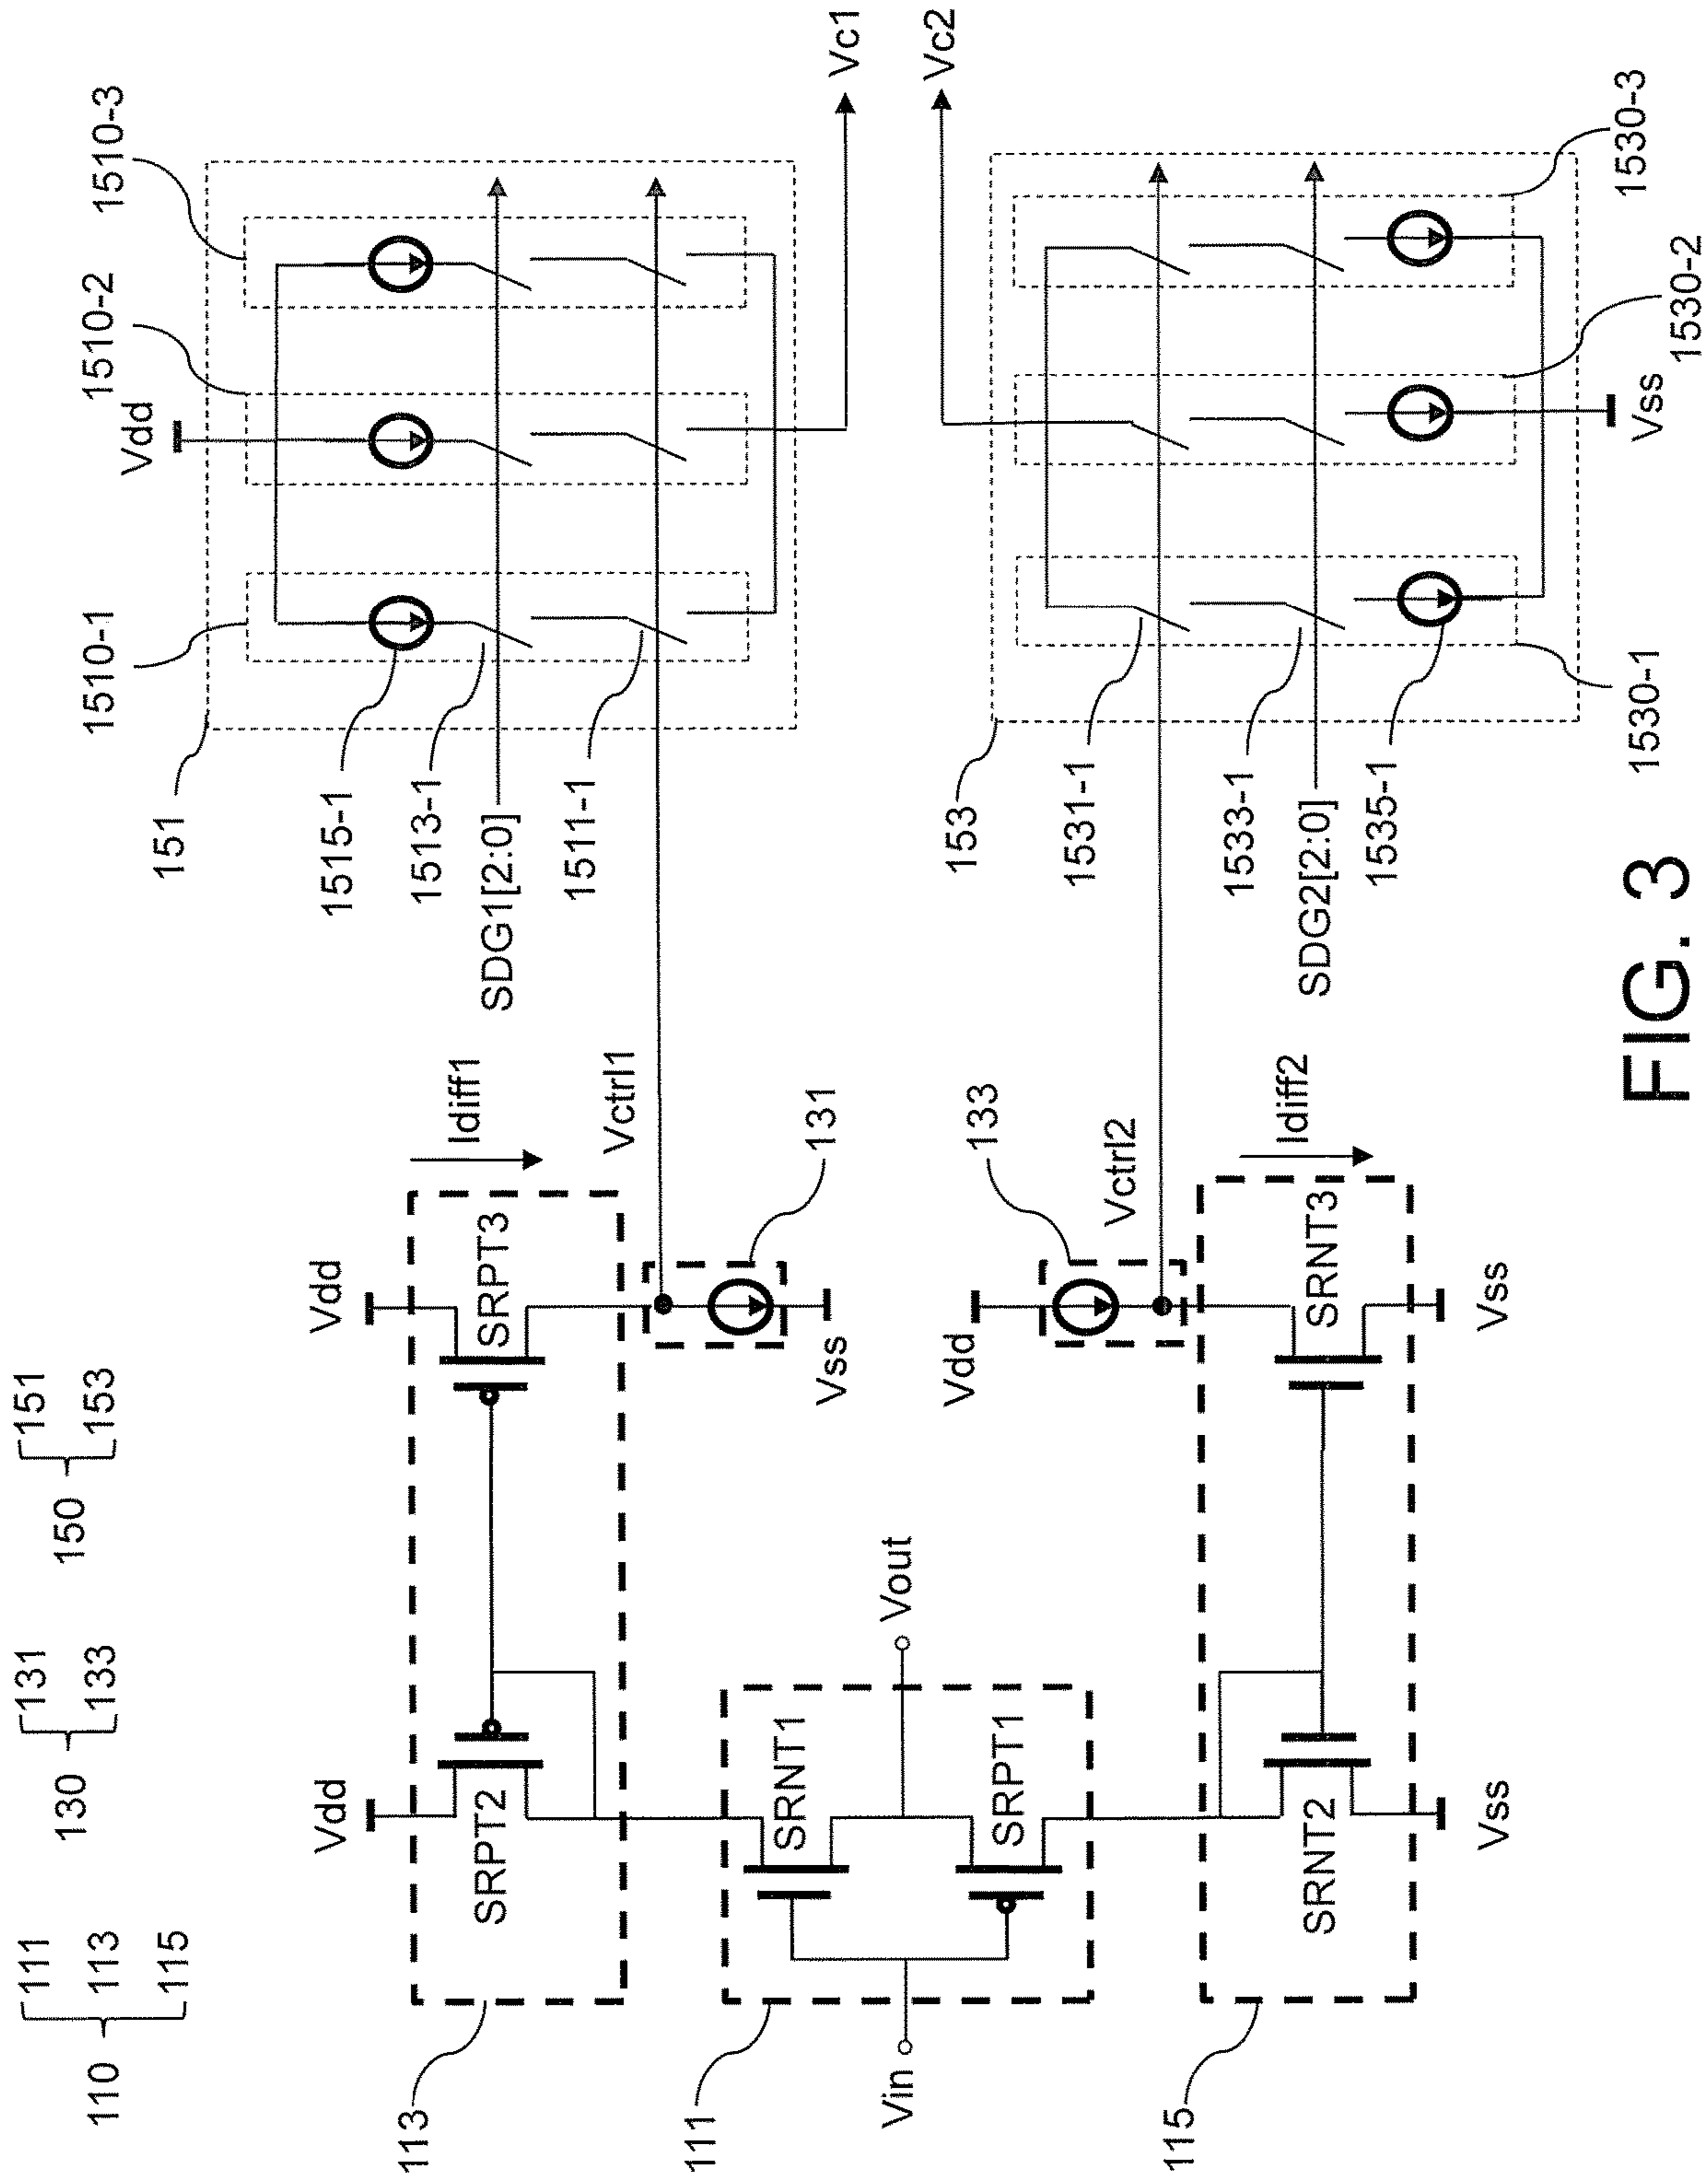 110 111
113
115
130 131
133
150 151
153
Vdd
Vdd
SRPT2
SRPT3
Idiff1
113
Vctrl1
131
Vss
111
SRNT1
Vin
Vout
SRPT1
Vdd
133
Vctrl2
Idiff2
115
SRNT2
SRNT3
Vss
Vss
151
1510-1
Vdd
1510-2
1510-3
1515-1
1513-1
SDG1[2:0]
1511-1
Vc1
Vc2
153
1531-1
1533-1
SDG2[2:0]
1535-1
1530-1
Vss
1530-2
1530-3
FIG. 3